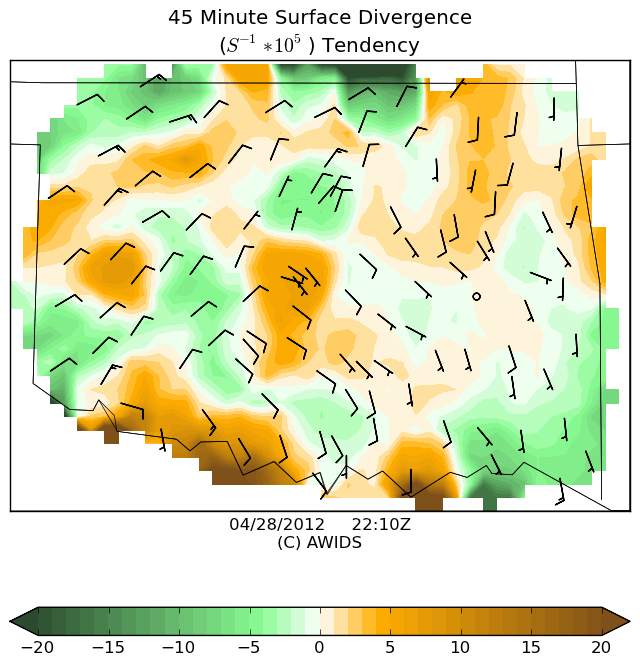 45 Minute Surface Divergence
(S⁻¹ *10⁵ ) Tendency
04/28/2012 22:10Z
(C) AWIDS
−20 −15 −10 −5 0 5 10 15 20